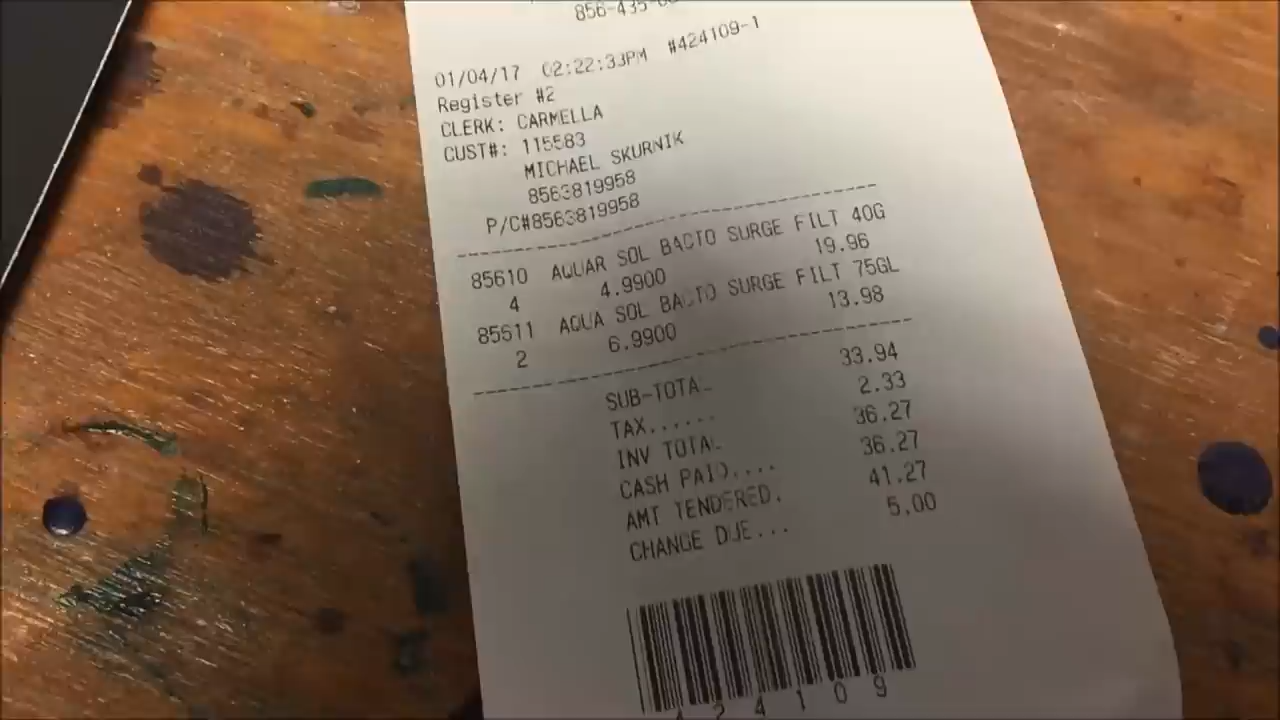 856-435-
01/04/17 02:22:33PM #424109-1
Register #2
CLERK: CARMELLA
CUST#: 115583
MICHAEL SKURNIK
8563819958
P/C#8563819958
85610 AQUAR SOL BACTO SURGE FILT 40G
4 4.9900 19.96
85611 AQUA SOL BACTO SURGE FILT 75GL
2 6.9900 13.98
SUB-TOTAL 33.94
TAX...... 2.33
INV TOTAL 36.27
CASH PAID.... 36.27
AMT TENDERED. 41.27
CHANGE DUE... 5.00
4 2 4 1 0 9